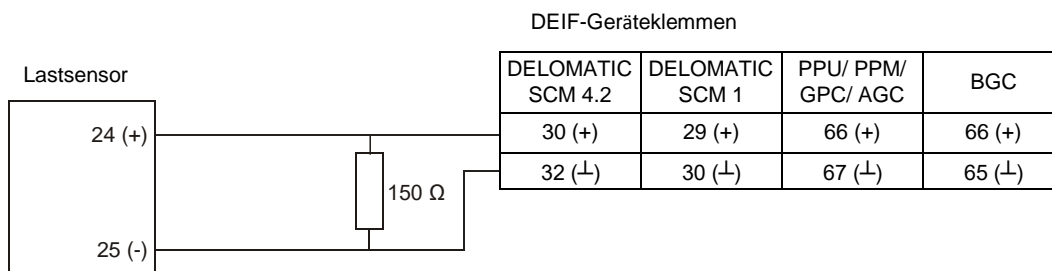 DEIF-Geräteklemmen
Lastsensor
DELOMATIC SCM 4.2
DELOMATIC SCM 1
PPU/ PPM/ GPC/ AGC
BGC
24 (+)
30 (+)
29 (+)
66 (+)
66 (+)
32 (⊥)
30 (⊥)
67 (⊥)
65 (⊥)
150 Ω
25 (-)